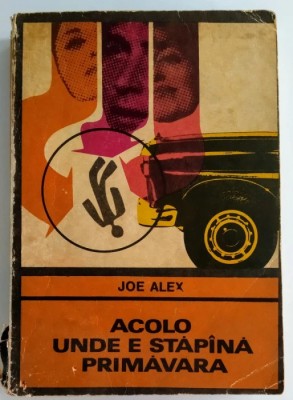 JOE ALEX
ACOLO
UNDE E STĂPÎNĂ
PRIMĂVARA